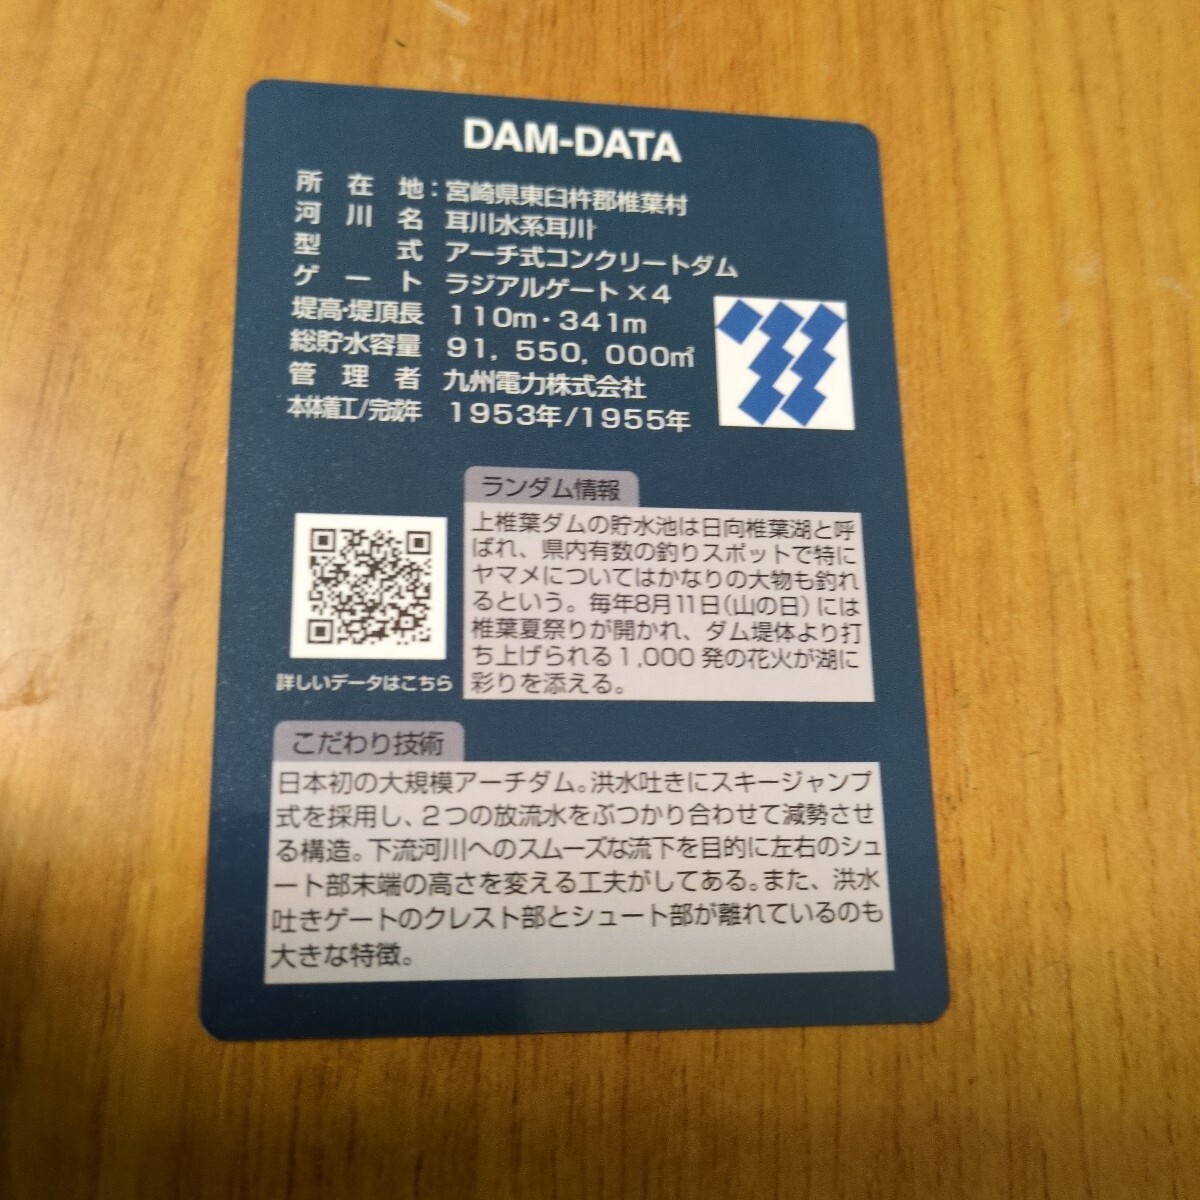 DAM-DATA
所在地：宮崎県東臼杵郡椎葉村
河川名 耳川水系耳川
型式 アーチ式コンクリートダム
ゲート ラジアルゲート×4
堤高・堤頂長 110m・341m
総貯水容量 91，550，000㎥
管理者 九州電力株式会社
本体着工/完成年 1953年/1955年
ランダム情報
上椎葉ダムの貯水池は日向椎葉湖と呼
ばれ、県内有数の釣りスポットで特に
ヤマメについてはかなりの大物も釣れ
るという。毎年8月11日(山の日)には
椎葉夏祭りが開かれ、ダム堤体より打
ち上げられる1,000発の花火が湖に
彩りを添える。
詳しいデータはこちら
こだわり技術
日本初の大規模アーチダム。洪水吐きにスキージャンプ
式を採用し、2つの放流水をぶつかり合わせて減勢させ
る構造。下流河川へのスムーズな流下を目的に左右のシュ
ート部末端の高さを変える工夫がしてある。また、洪水
吐きゲートのクレスト部とシュート部が離れているのも
大きな特徴。